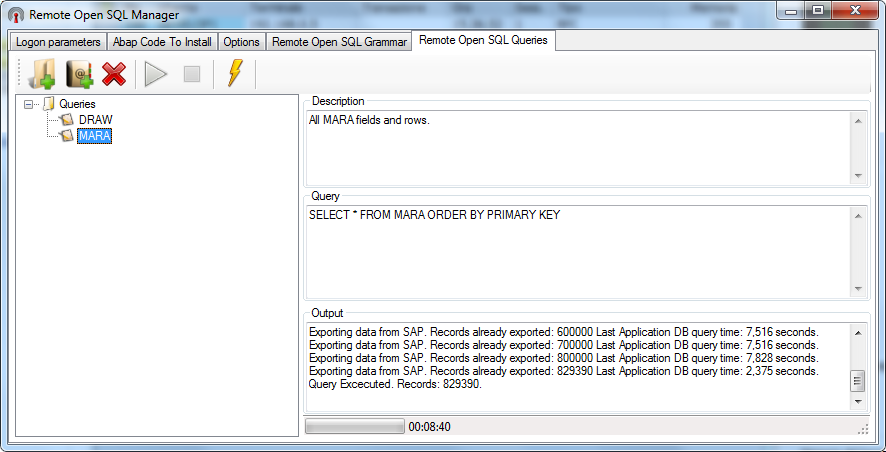 Remote Open SQL Manager
Logon parameters Abap Code To Install Options Remote Open SQL Grammar Remote Open SQL Queries
Queries
DRAW
MARA
Description
All MARA fields and rows.
Query
SELECT * FROM MARA ORDER BY PRIMARY KEY
Output
Exporting data from SAP. Records already exported: 600000 Last Application DB query time: 7,516 seconds.
Exporting data from SAP. Records already exported: 700000 Last Application DB query time: 7,516 seconds.
Exporting data from SAP. Records already exported: 800000 Last Application DB query time: 7,828 seconds.
Exporting data from SAP. Records already exported: 829390 Last Application DB query time: 2,375 seconds.
Query Excecuted. Records: 829390.
00:08:40